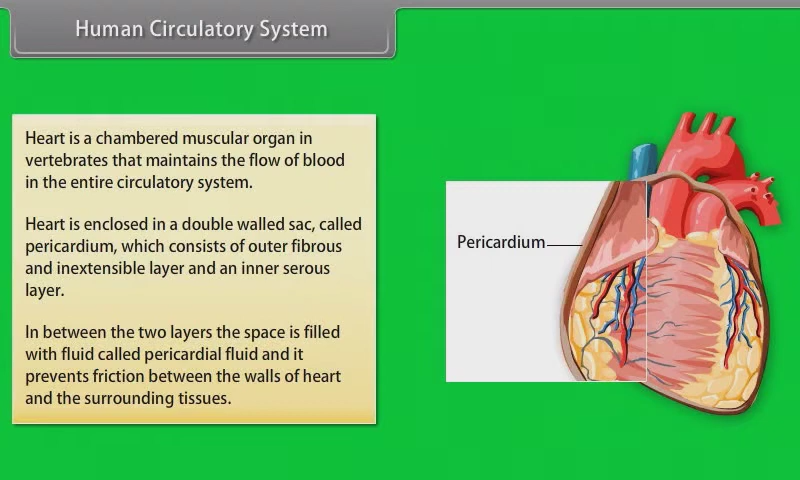 Human Circulatory System
Heart is a chambered muscular organ in
vertebrates that maintains the flow of blood
in the entire circulatory system.
Heart is enclosed in a double walled sac, called
pericardium, which consists of outer fibrous
and inextensible layer and an inner serous
layer.
In between the two layers the space is filled
with fluid called pericardial fluid and it
prevents friction between the walls of heart
and the surrounding tissues.
Pericardium